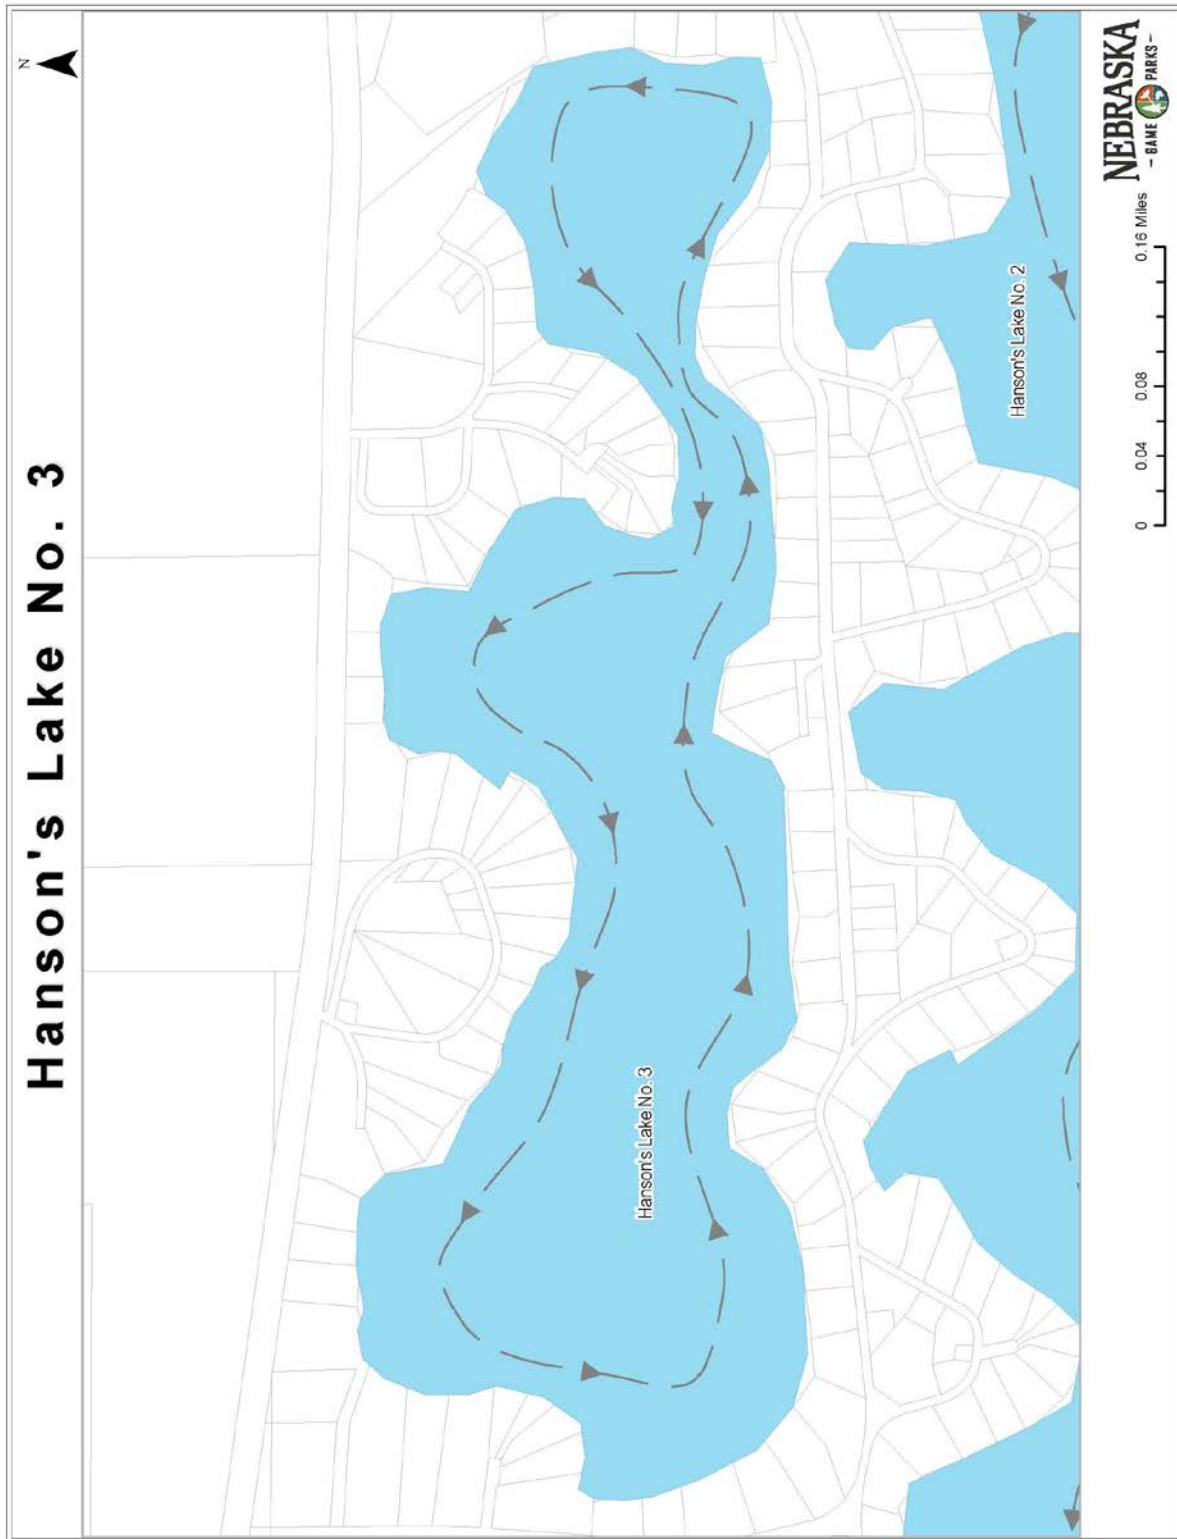 Hanson's Lake No. 3
N
Hanson's Lake No. 3
Hanson's Lake No. 2
0 0.04 0.08 0.16 Miles
NEBRASKA
- GAME PARKS -